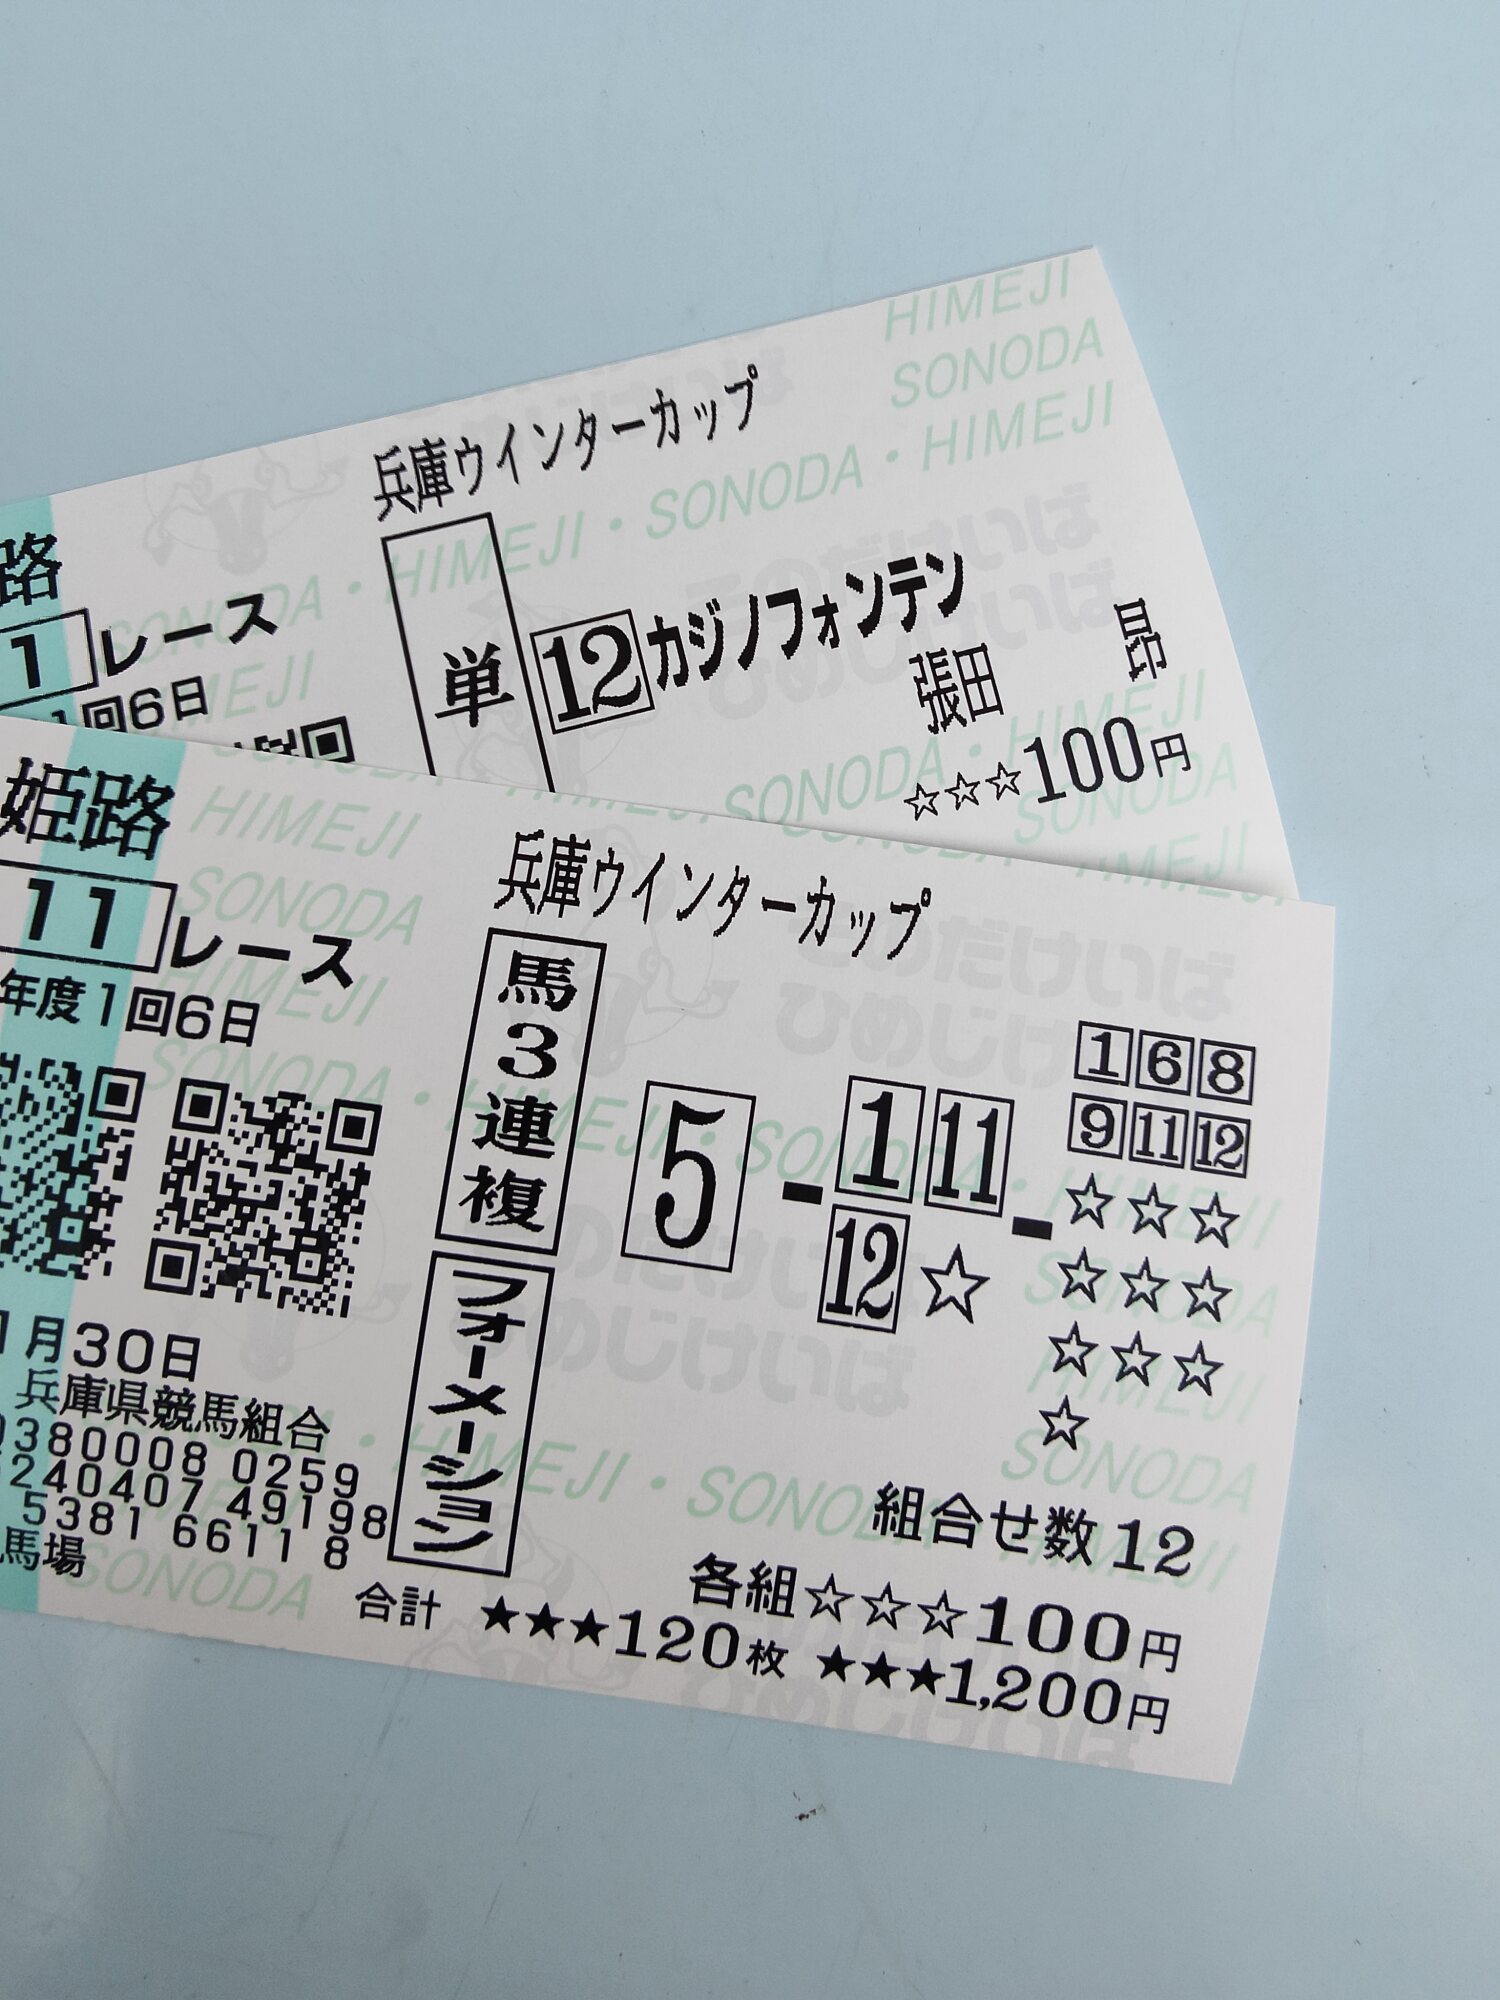 兵庫ウインターカップ
路
1レース
1回6日
単
12カジノフォンテン
張田 昂
☆☆☆100円
姫路
11レース
年度1回6日
兵庫ウインターカップ
馬3連複
フォーメーション
5-1 11 12☆-
1 6 8
9 11 12
☆☆☆
☆☆☆
☆☆☆
☆
1月30日
兵庫県競馬組合
380008 0259
240407 49198
5381 6611 8
馬場
組合せ数12
各組☆☆☆100円
合計 ★★★120枚 ★★★1,200円
HIMEJI
SONODA
SONODA・HIMEJI・SONODA・HIMEJI
そのだけいば
ひめじけいば